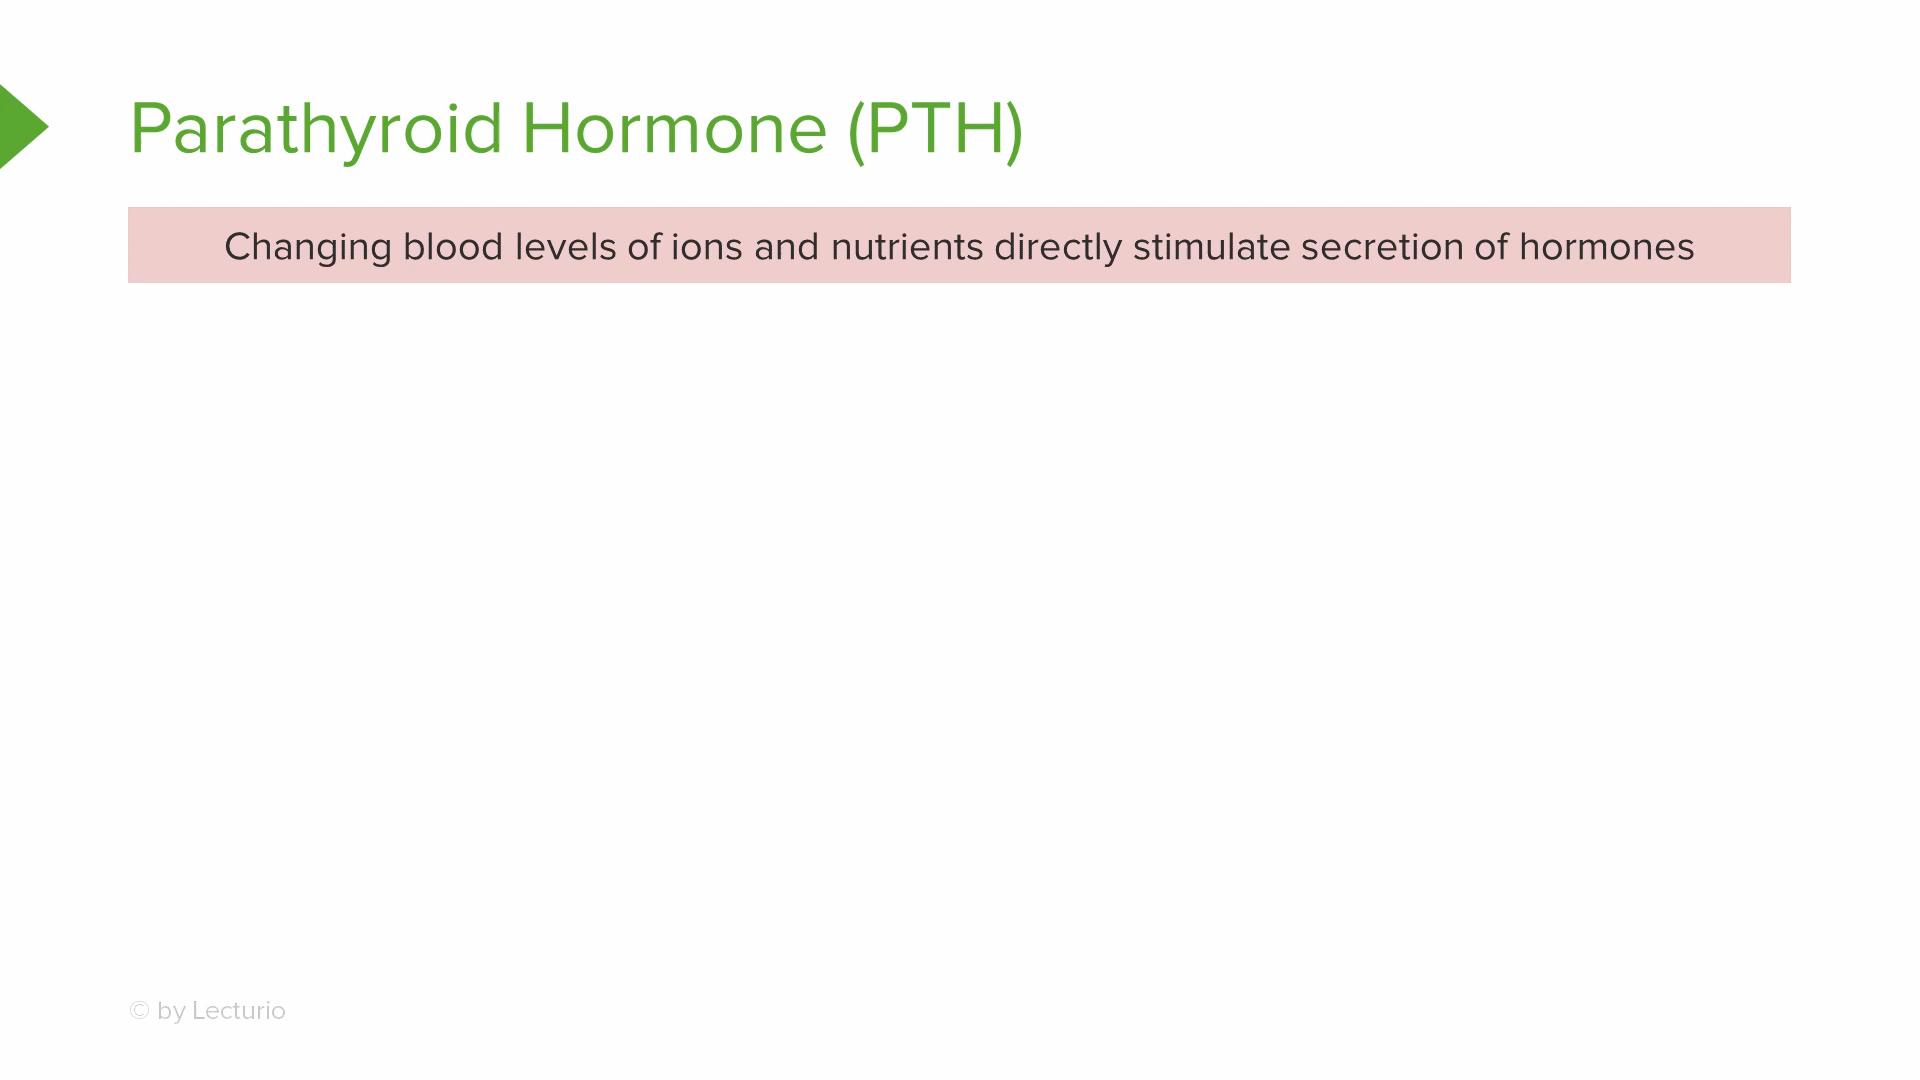 Parathyroid Hormone (PTH)
Changing blood levels of ions and nutrients directly stimulate secretion of hormones
© by Lecturio